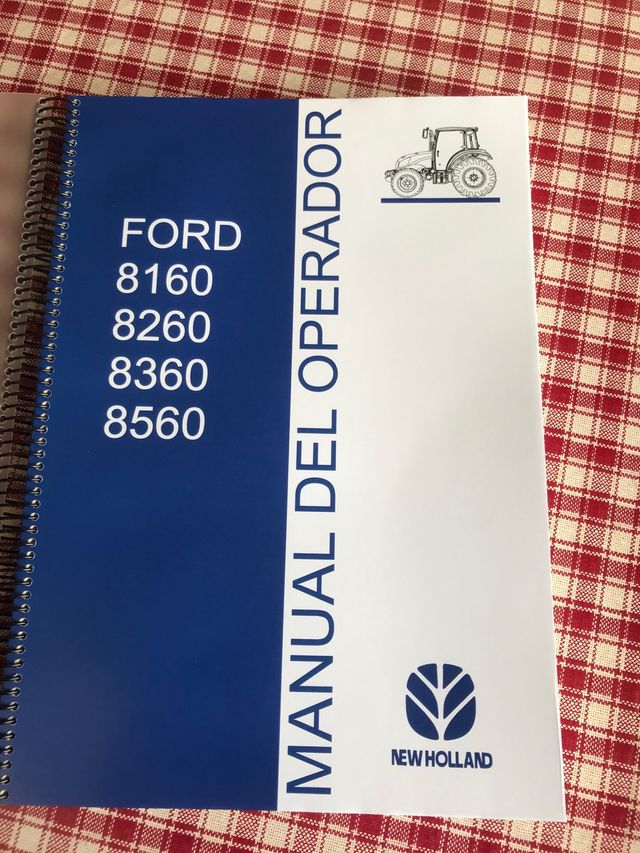 FORD
8160
8260
8360
8560
MANUAL DEL OPERADOR
NEW HOLLAND